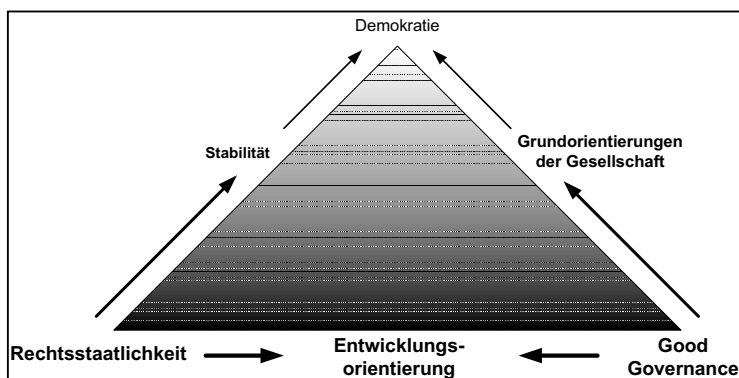 Demokratie
Stabilität
Grundorientierungen
der Gesellschaft
Rechtsstaatlichkeit
Entwicklungs-
orientierung
Good
Governance